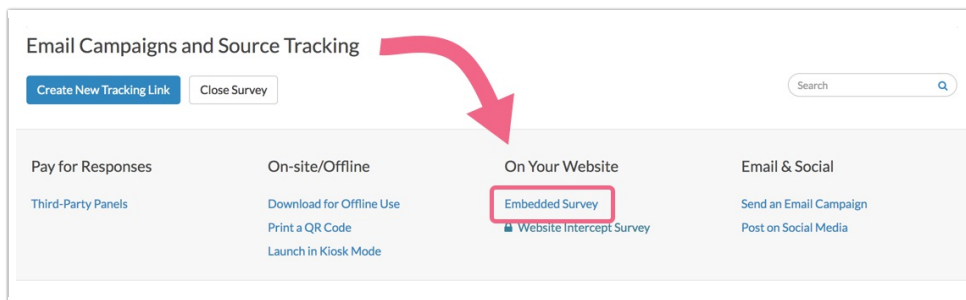 Email Campaigns and Source Tracking
Create New Tracking Link
Close Survey
Search
Pay for Responses
Third-Party Panels
On-site/Offline
Download for Offline Use
Print a QR Code
Launch in Kiosk Mode
On Your Website
Embedded Survey
Website Intercept Survey
Email & Social
Send an Email Campaign
Post on Social Media